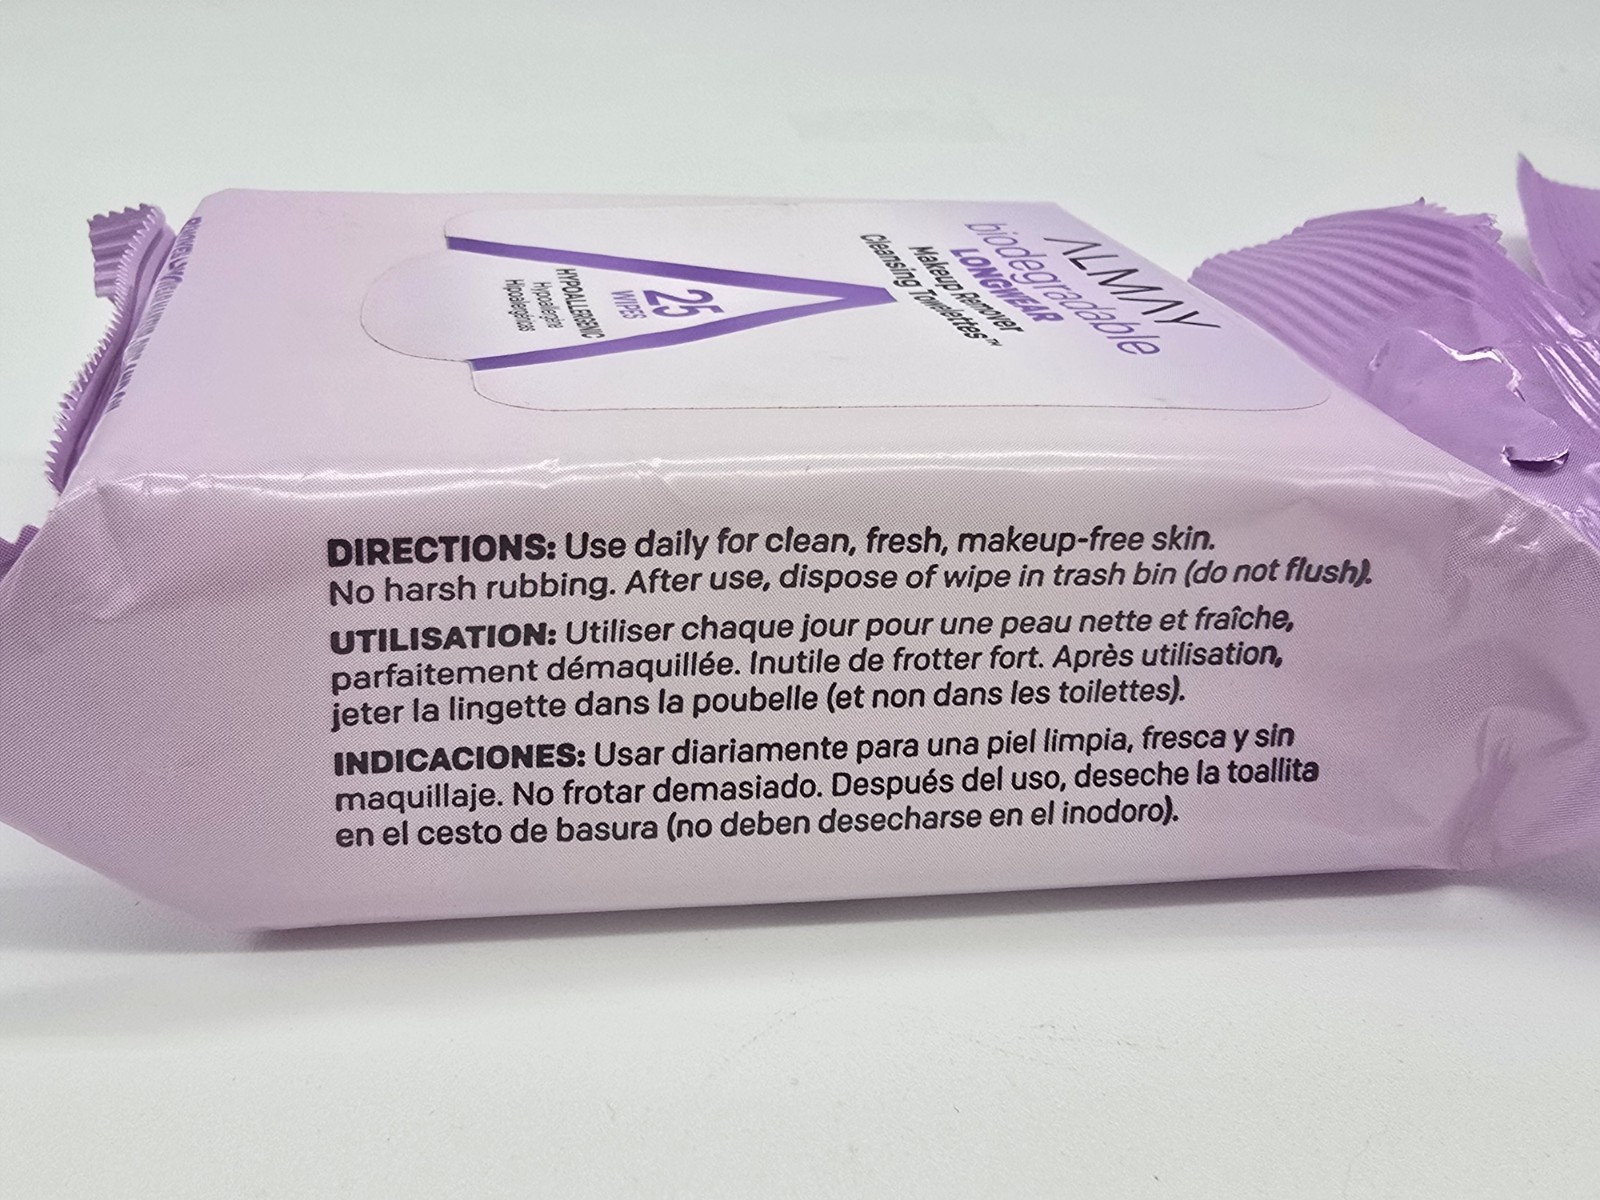 ALMAY
biodegradable
LONGWEAR
Makeup Remover
Cleansing Towelettes™
25
WIPES
HYPOALLERGENIC
Hypoallergène
Hipoalergénicas
DIRECTIONS: Use daily for clean, fresh, makeup-free skin.
No harsh rubbing. After use, dispose of wipe in trash bin (do not flush).
UTILISATION: Utiliser chaque jour pour une peau nette et fraîche,
parfaitement démaquillée. Inutile de frotter fort. Après utilisation,
jeter la lingette dans la poubelle (et non dans les toilettes).
INDICACIONES: Usar diariamente para una piel limpia, fresca y sin
maquillaje. No frotar demasiado. Después del uso, deseche la toallita
en el cesto de basura (no deben desecharse en el inodoro).